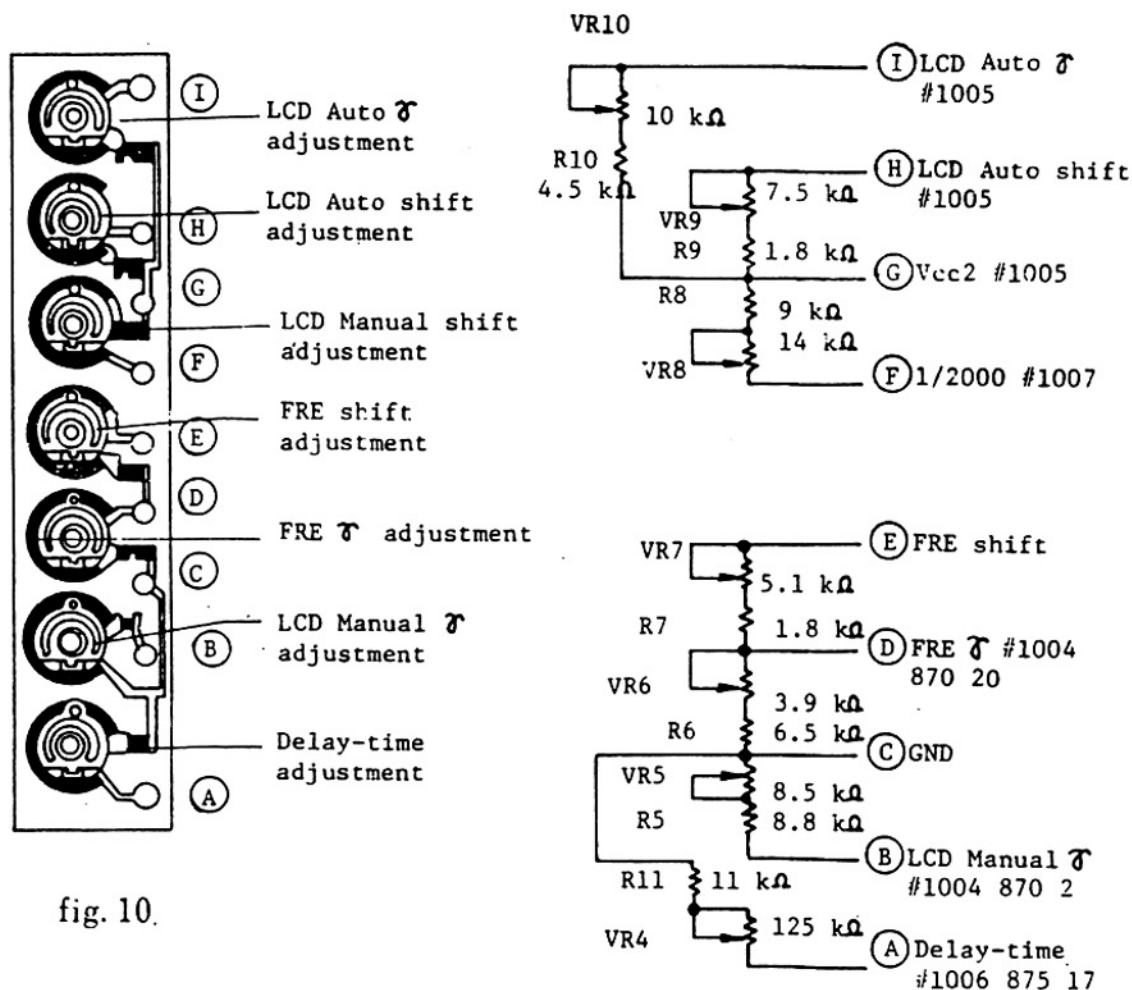 I
LCD Auto γ
adjustment
LCD Auto shift
adjustment
H
G
LCD Manual shift
adjustment
F
FRE shift
adjustment
E
D
FRE γ adjustment
C
LCD Manual γ
adjustment
B
Delay-time
adjustment
A
fig. 10.
VR10
I LCD Auto γ
#1005
10 kΩ
R10
4.5 kΩ
H LCD Auto shift
#1005
7.5 kΩ
VR9
R9 1.8 kΩ
G Vcc2 #1005
R8
9 kΩ
14 kΩ
VR8
F 1/2000 #1007
E FRE shift
VR7
5.1 kΩ
R7
1.8 kΩ
D FRE γ #1004
870 20
VR6
3.9 kΩ
R6 6.5 kΩ
C GND
VR5
8.5 kΩ
R5 8.8 kΩ
B LCD Manual γ
#1004 870 2
R11 11 kΩ
VR4 125 kΩ
A Delay-time
#1006 875 17